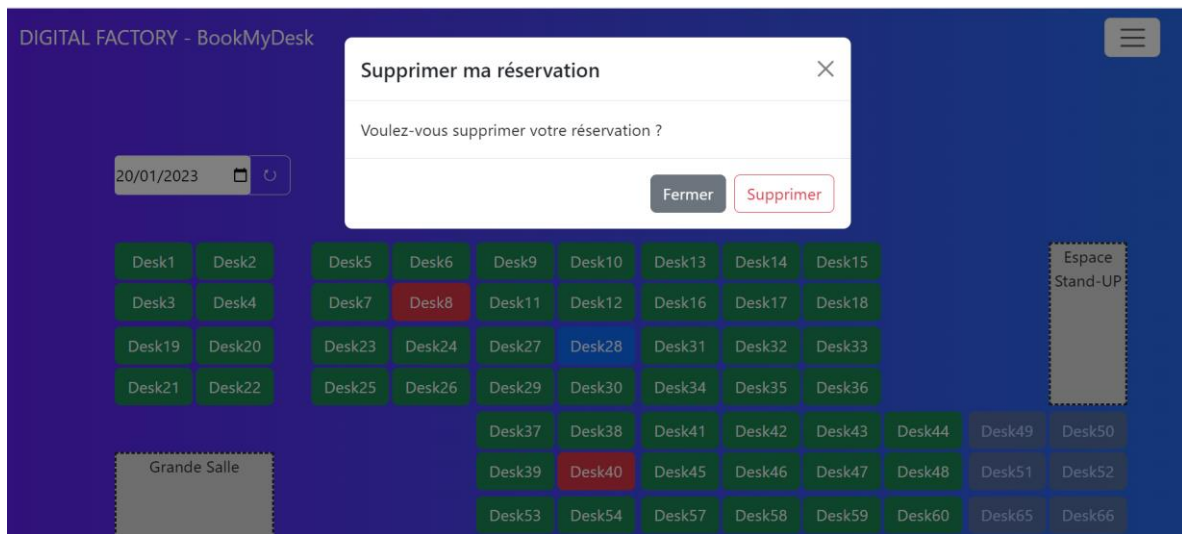 DIGITAL FACTORY - BookMyDesk
Supprimer ma réservation
Voulez-vous supprimer votre réservation ?
Fermer Supprimer
20/01/2023
Desk1 Desk2 Desk5 Desk6 Desk9 Desk10 Desk13 Desk14 Desk15 Espace
Stand-UP
Desk3 Desk4 Desk7 Desk8 Desk11 Desk12 Desk16 Desk17 Desk18
Desk19 Desk20 Desk23 Desk24 Desk27 Desk28 Desk31 Desk32 Desk33
Desk21 Desk22 Desk25 Desk26 Desk29 Desk30 Desk34 Desk35 Desk36
Desk37 Desk38 Desk41 Desk42 Desk43 Desk44 Desk49 Desk50
Grande Salle Desk39 Desk40 Desk45 Desk46 Desk47 Desk48 Desk51 Desk52
Desk53 Desk54 Desk57 Desk58 Desk59 Desk60 Desk65 Desk66